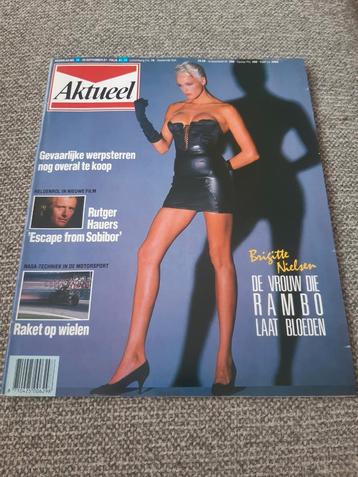 Aktueel
Gevaarlijke werpsterren
nog overal te koop
HELDENROL IN NIEUWE FILM
Rutger
Hauers
'Escape from Sobibor'
NASA-TECHNIEK IN DE MOTORSPORT
Raket op wielen
Brigitte
Nielsen
DE VROUW DIE
RAMBO
LAAT BLOEDEN